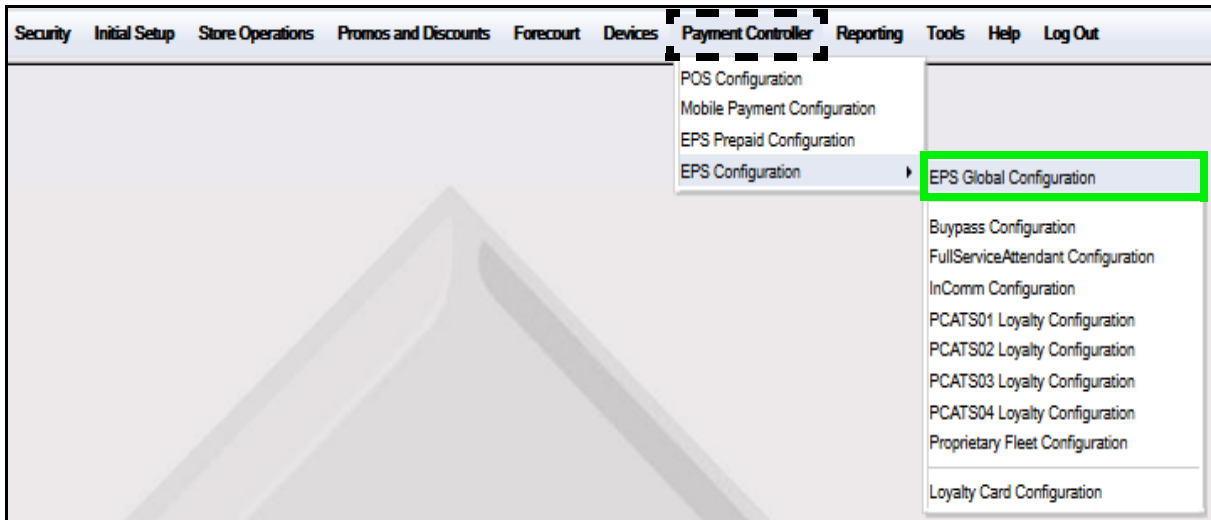 Security Initial Setup Store Operations Promos and Discounts Forecourt Devices Payment Controller Reporting Tools Help Log Out
POS Configuration
Mobile Payment Configuration
EPS Prepaid Configuration
EPS Configuration
EPS Global Configuration
Buypass Configuration
FullServiceAttendant Configuration
InComm Configuration
PCATS01 Loyalty Configuration
PCATS02 Loyalty Configuration
PCATS03 Loyalty Configuration
PCATS04 Loyalty Configuration
Proprietary Fleet Configuration
Loyalty Card Configuration